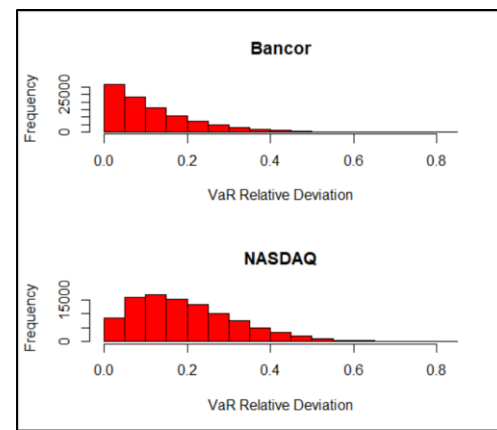 Bancor
Frequency
25000
0
0.0 0.2 0.4 0.6 0.8
VaR Relative Deviation
NASDAQ
Frequency
15000
0
0.0 0.2 0.4 0.6 0.8
VaR Relative Deviation